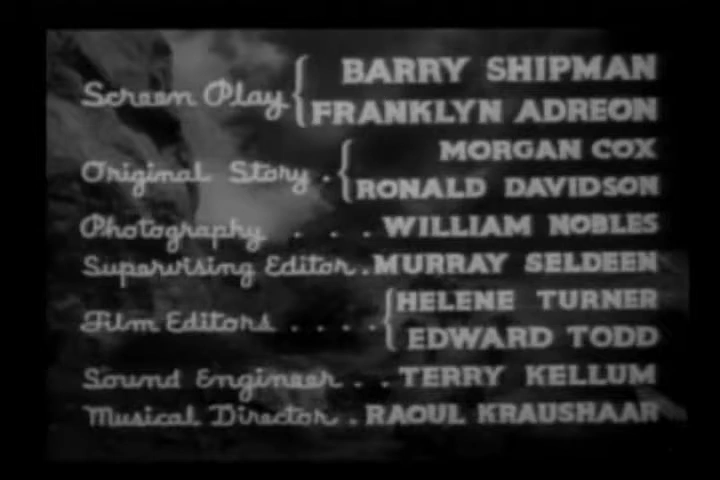 Screen Play { BARRY SHIPMAN
FRANKLYN ADREON
Original Story . { MORGAN COX
RONALD DAVIDSON
Photography . . . . WILLIAM NOBLES
Supervising Editor . MURRAY SELDEEN
Film Editors . . . . { HELENE TURNER
EDWARD TODD
Sound Engineer . . . TERRY KELLUM
Musical Director . . RAOUL KRAUSHAAR